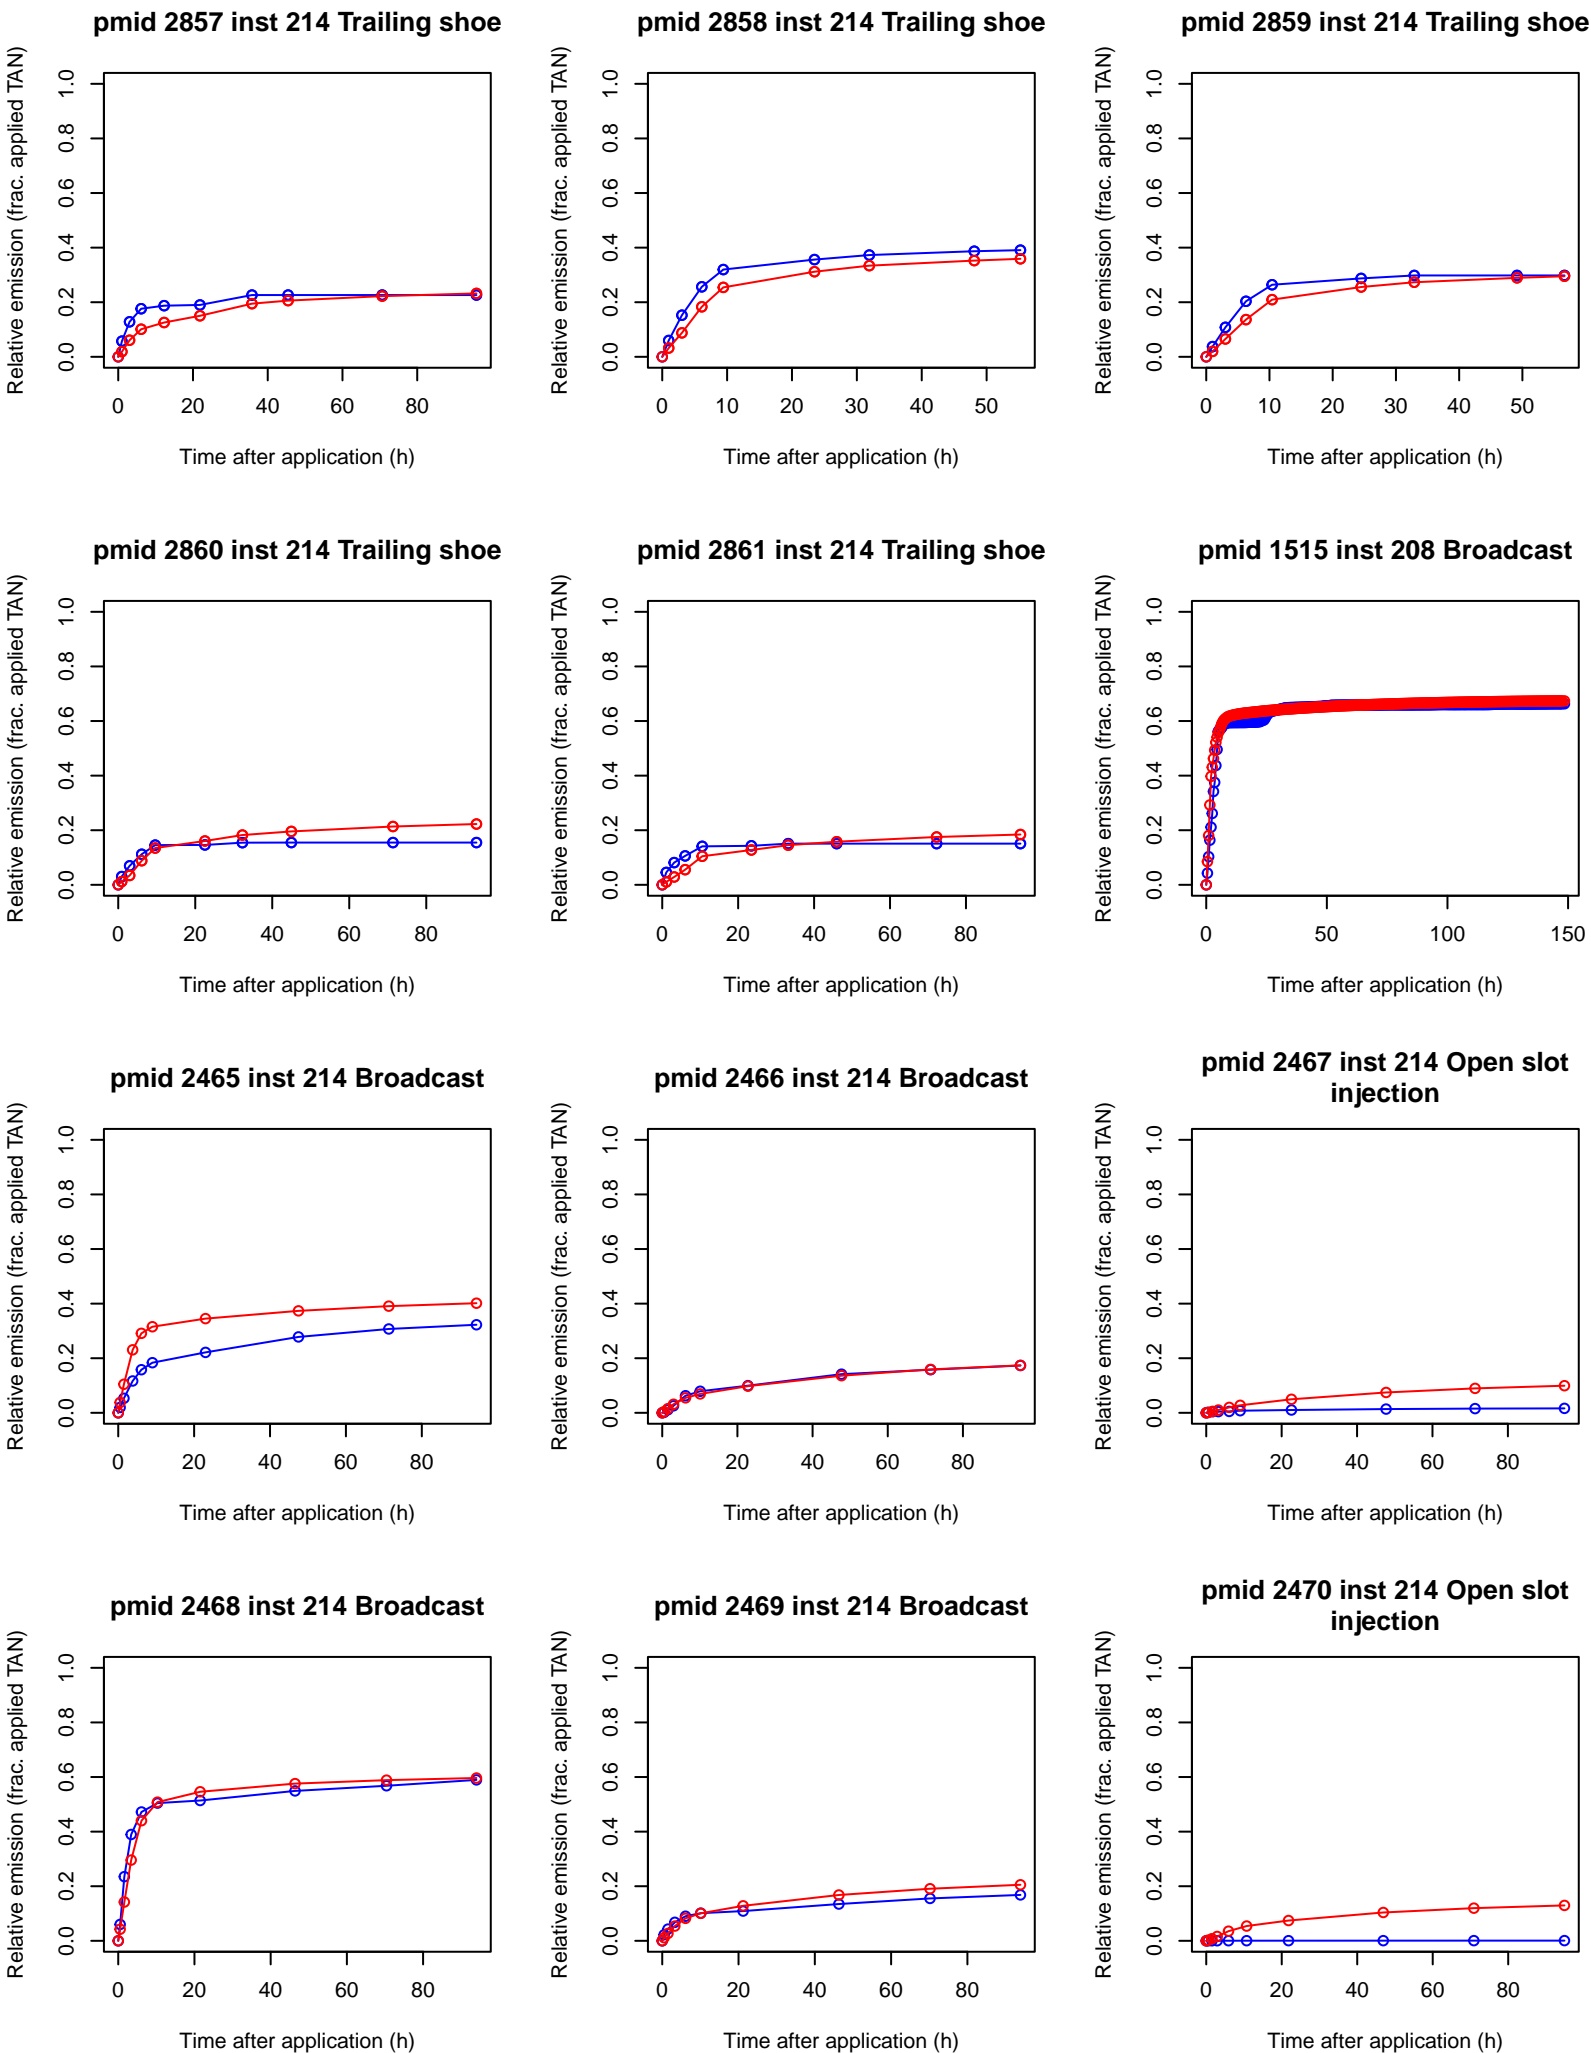 pmid 2857 inst 214 Trailing shoe
Relative emission (frac. applied TAN)
1.0
0.8
0.6
0.4
0.2
0.0
0 20 40 60 80
Time after application (h)
pmid 2858 inst 214 Trailing shoe
Relative emission (frac. applied TAN)
1.0
0.8
0.6
0.4
0.2
0.0
0 10 20 30 40 50
Time after application (h)
pmid 2859 inst 214 Trailing shoe
Relative emission (frac. applied TAN)
1.0
0.8
0.6
0.4
0.2
0.0
0 10 20 30 40 50
Time after application (h)
pmid 2860 inst 214 Trailing shoe
Relative emission (frac. applied TAN)
1.0
0.8
0.6
0.4
0.2
0.0
0 20 40 60 80
Time after application (h)
pmid 2861 inst 214 Trailing shoe
Relative emission (frac. applied TAN)
1.0
0.8
0.6
0.4
0.2
0.0
0 20 40 60 80
Time after application (h)
pmid 1515 inst 208 Broadcast
Relative emission (frac. applied TAN)
1.0
0.8
0.6
0.4
0.2
0.0
0 50 100 150
Time after application (h)
pmid 2465 inst 214 Broadcast
Relative emission (frac. applied TAN)
1.0
0.8
0.6
0.4
0.2
0.0
0 20 40 60 80
Time after application (h)
pmid 2466 inst 214 Broadcast
Relative emission (frac. applied TAN)
1.0
0.8
0.6
0.4
0.2
0.0
0 20 40 60 80
Time after application (h)
pmid 2467 inst 214 Open slot
injection
Relative emission (frac. applied TAN)
1.0
0.8
0.6
0.4
0.2
0.0
0 20 40 60 80
Time after application (h)
pmid 2468 inst 214 Broadcast
Relative emission (frac. applied TAN)
1.0
0.8
0.6
0.4
0.2
0.0
0 20 40 60 80
Time after application (h)
pmid 2469 inst 214 Broadcast
Relative emission (frac. applied TAN)
1.0
0.8
0.6
0.4
0.2
0.0
0 20 40 60 80
Time after application (h)
pmid 2470 inst 214 Open slot
injection
Relative emission (frac. applied TAN)
1.0
0.8
0.6
0.4
0.2
0.0
0 20 40 60 80
Time after application (h)